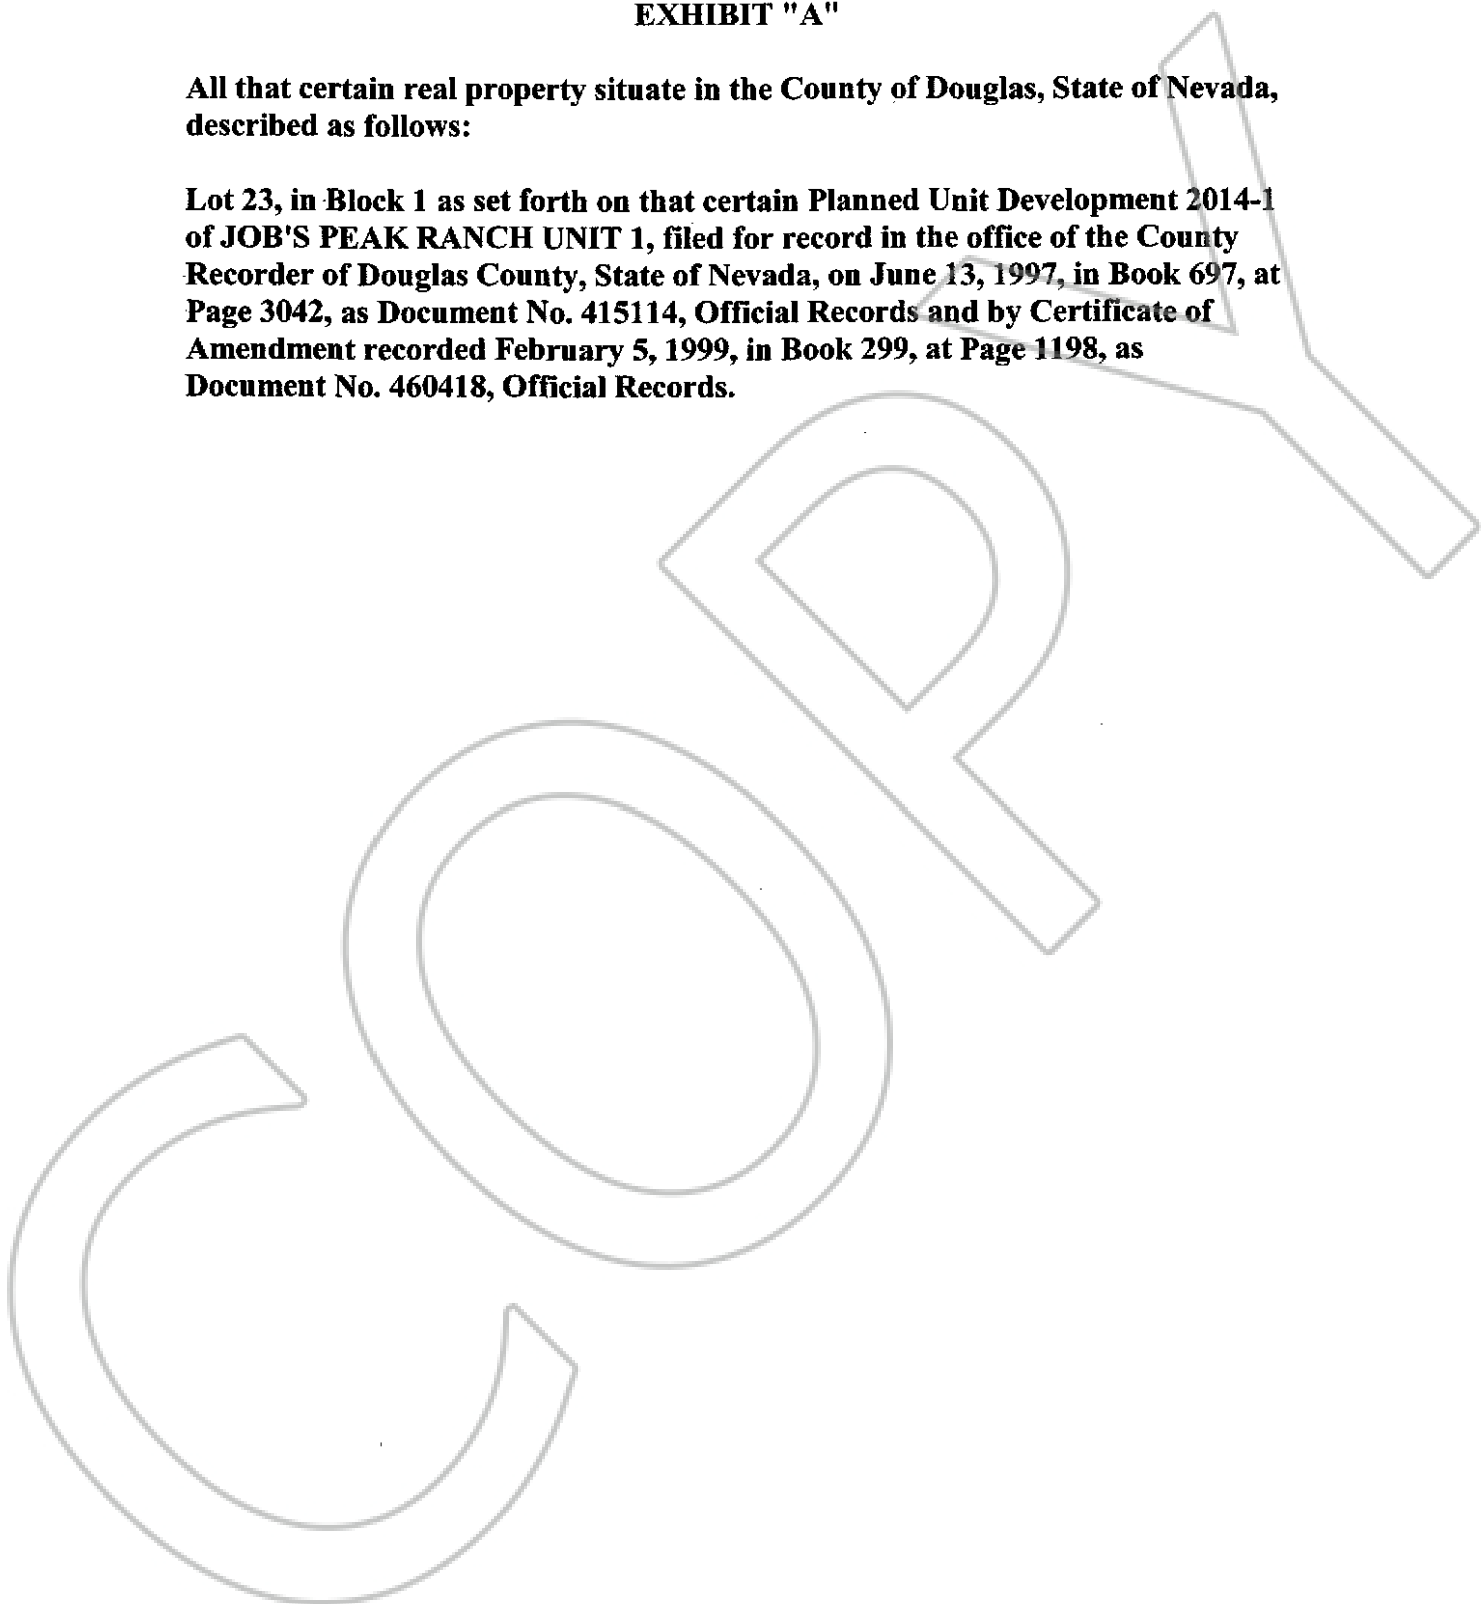 EXHIBIT "A"
All that certain real property situate in the County of Douglas, State of Nevada,
described as follows:
Lot 23, in Block 1 as set forth on that certain Planned Unit Development 2014-1
of JOB'S PEAK RANCH UNIT 1, filed for record in the office of the County
Recorder of Douglas County, State of Nevada, on June 13, 1997, in Book 697, at
Page 3042, as Document No. 415114, Official Records and by Certificate of
Amendment recorded February 5, 1999, in Book 299, at Page 1198, as
Document No. 460418, Official Records.
COPY